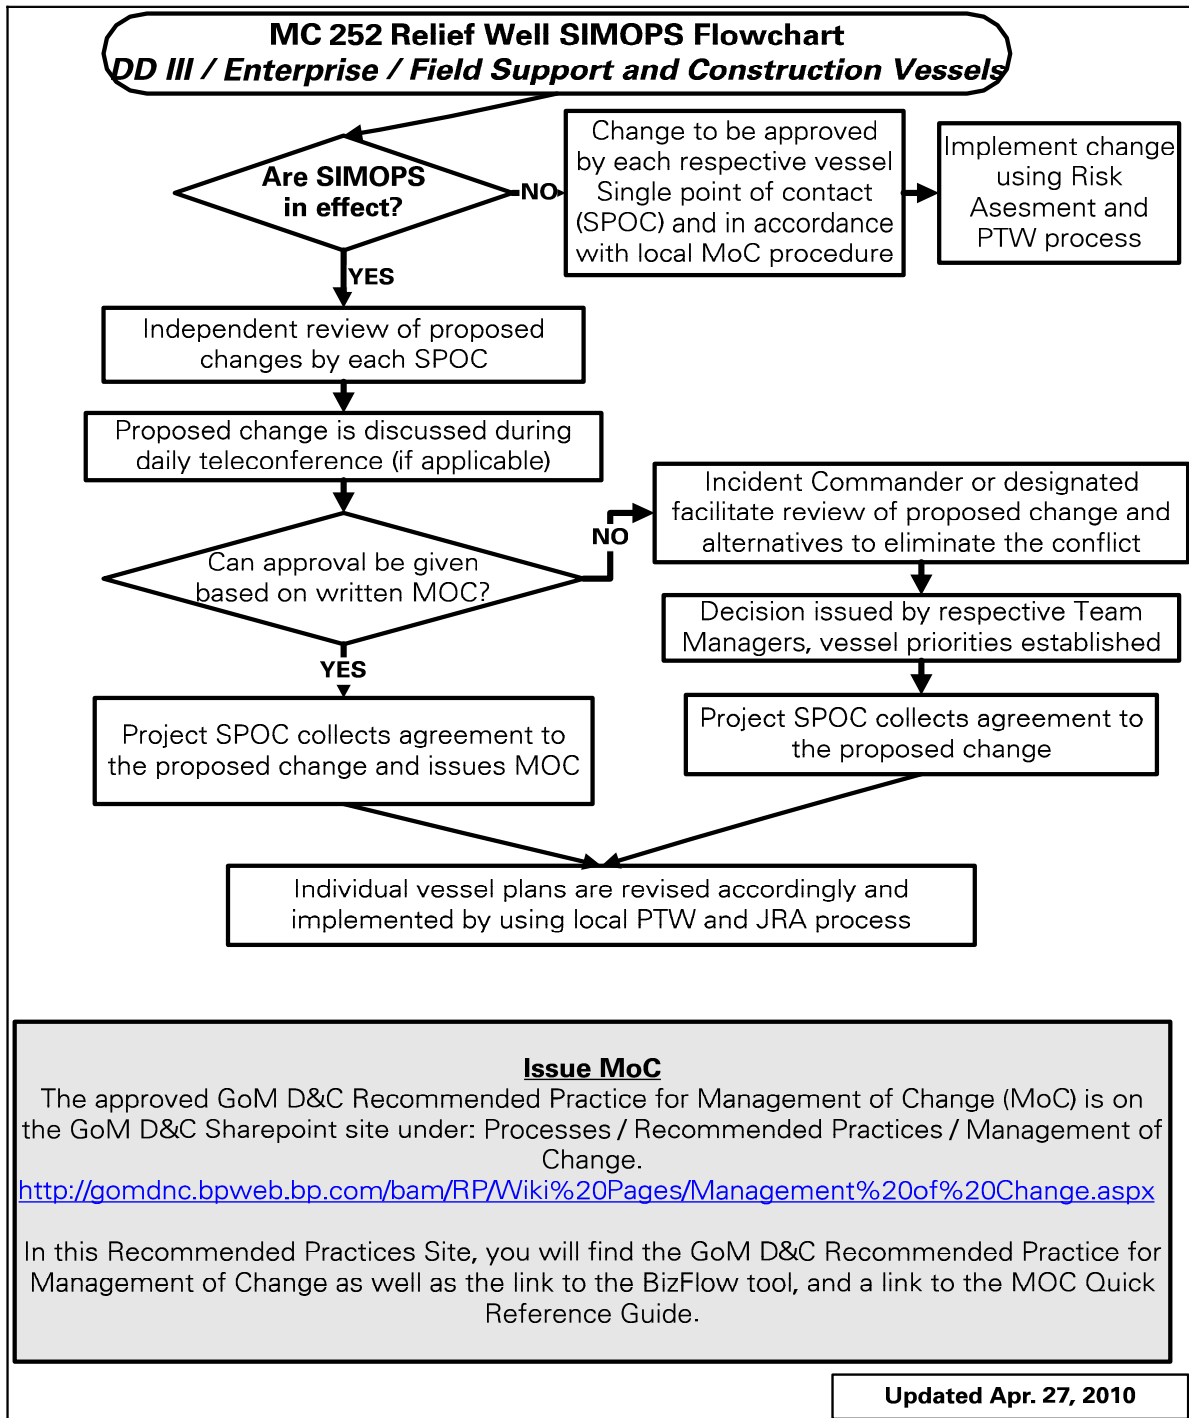 MC 252 Relief Well SIMOPS Flowchart
DD III / Enterprise / Field Support and Construction Vessels
Are SIMOPS
in effect?
NO
Change to be approved
by each respective vessel
Single point of contact
(SPOC) and in accordance
with local MoC procedure
Implement change
using Risk
Asesment and
PTW process
YES
Independent review of proposed
changes by each SPOC
Proposed change is discussed during
daily teleconference (if applicable)
Can approval be given
based on written MOC?
NO
Incident Commander or designated
facilitate review of proposed change and
alternatives to eliminate the conflict
Decision issued by respective Team
Managers, vessel priorities established
YES
Project SPOC collects agreement to
the proposed change and issues MOC
Project SPOC collects agreement to
the proposed change
Individual vessel plans are revised accordingly and
implemented by using local PTW and JRA process
Issue MoC
The approved GoM D&C Recommended Practice for Management of Change (MoC) is on
the GoM D&C Sharepoint site under: Processes / Recommended Practices / Management of
Change.
http://gomdnc.bpweb.bp.com/bam/RP/Wiki%20Pages/Management%20of%20Change.aspx
In this Recommended Practices Site, you will find the GoM D&C Recommended Practice for
Management of Change as well as the link to the BizFlow tool, and a link to the MOC Quick
Reference Guide.
Updated Apr. 27, 2010